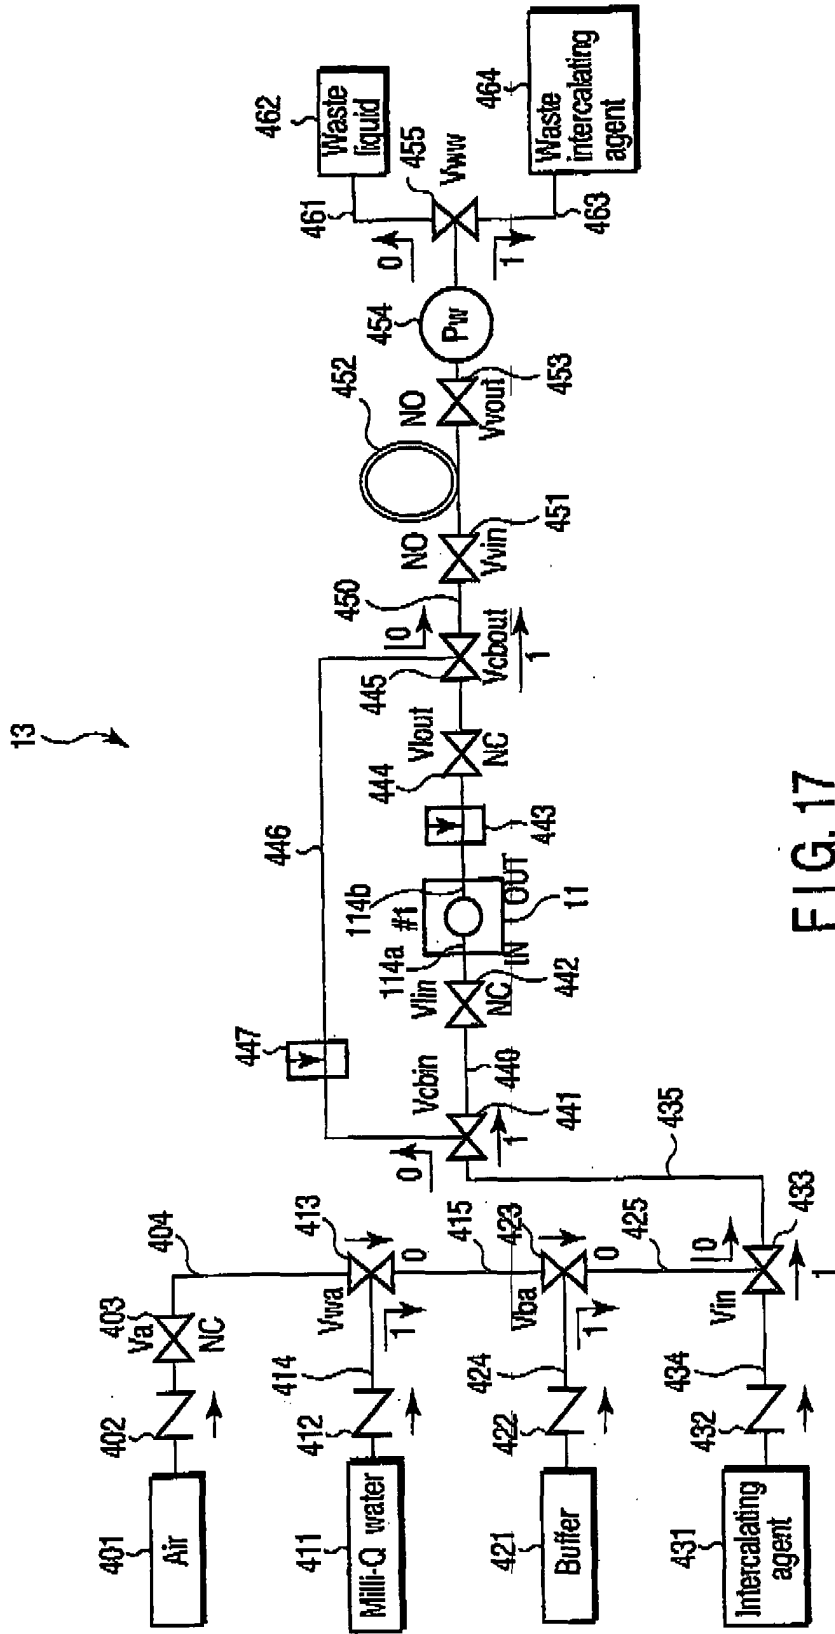 13
401
Air
402
403
Va
NC
404
411
Milli-Q water
412
414
413
Vwa
0
1
415
421
Buffer
422
424
423
Vba
0
1
425
431
Intercalating
agent
432
434
Vin
433
0
1
435
0
1
441
Vcbin
440
447
446
Vlin
NC
442
114a
#1
114b
IN
OUT
11
443
444
Vlout
NC
445
Vcbout
0
1
450
NO
Vvin
451
452
NO
Vvout
453
454
Pw
0
1
455
Vww
461
462
Waste
liquid
463
464
Waste
intercalating
agent
FIG. 17